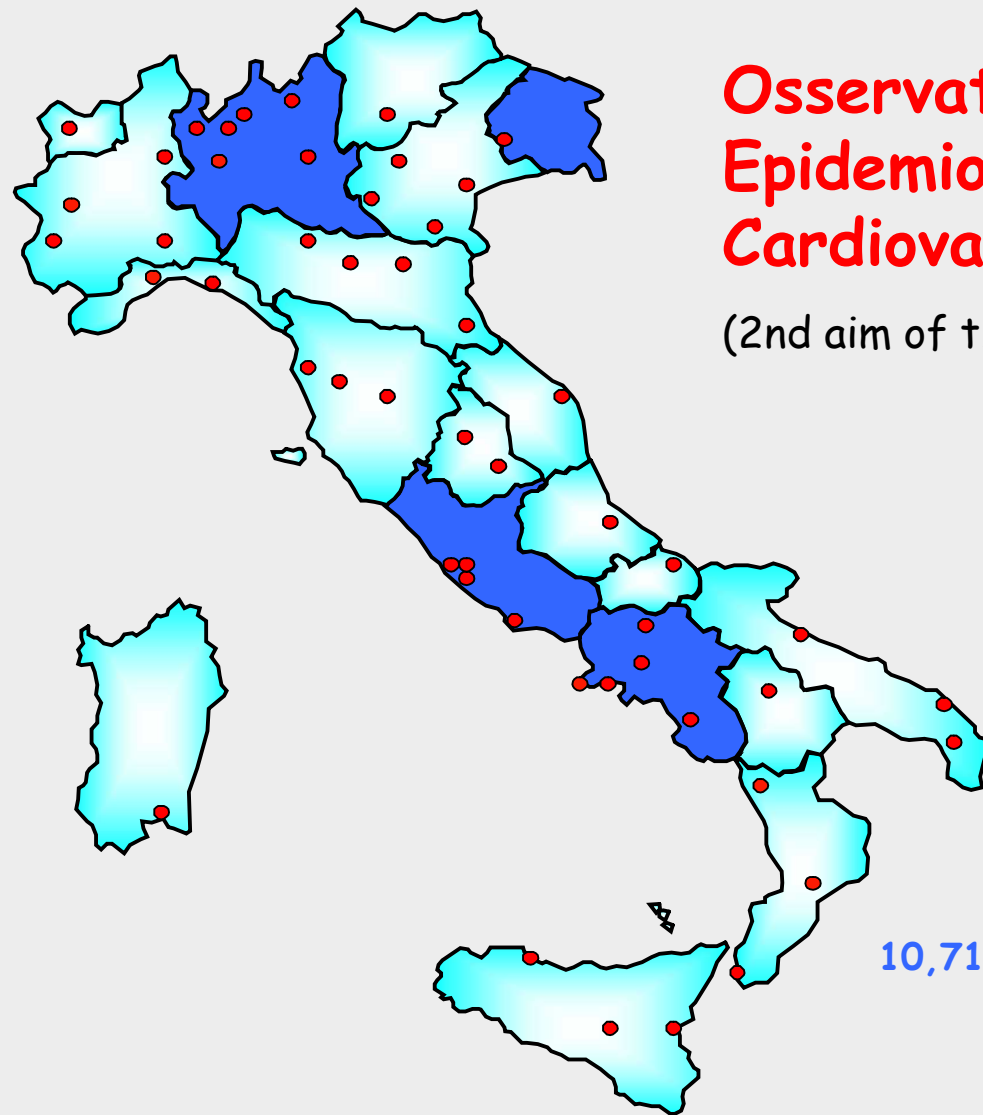 Osservat
Epidemio
Cardiova
(2nd aim of t
10,71